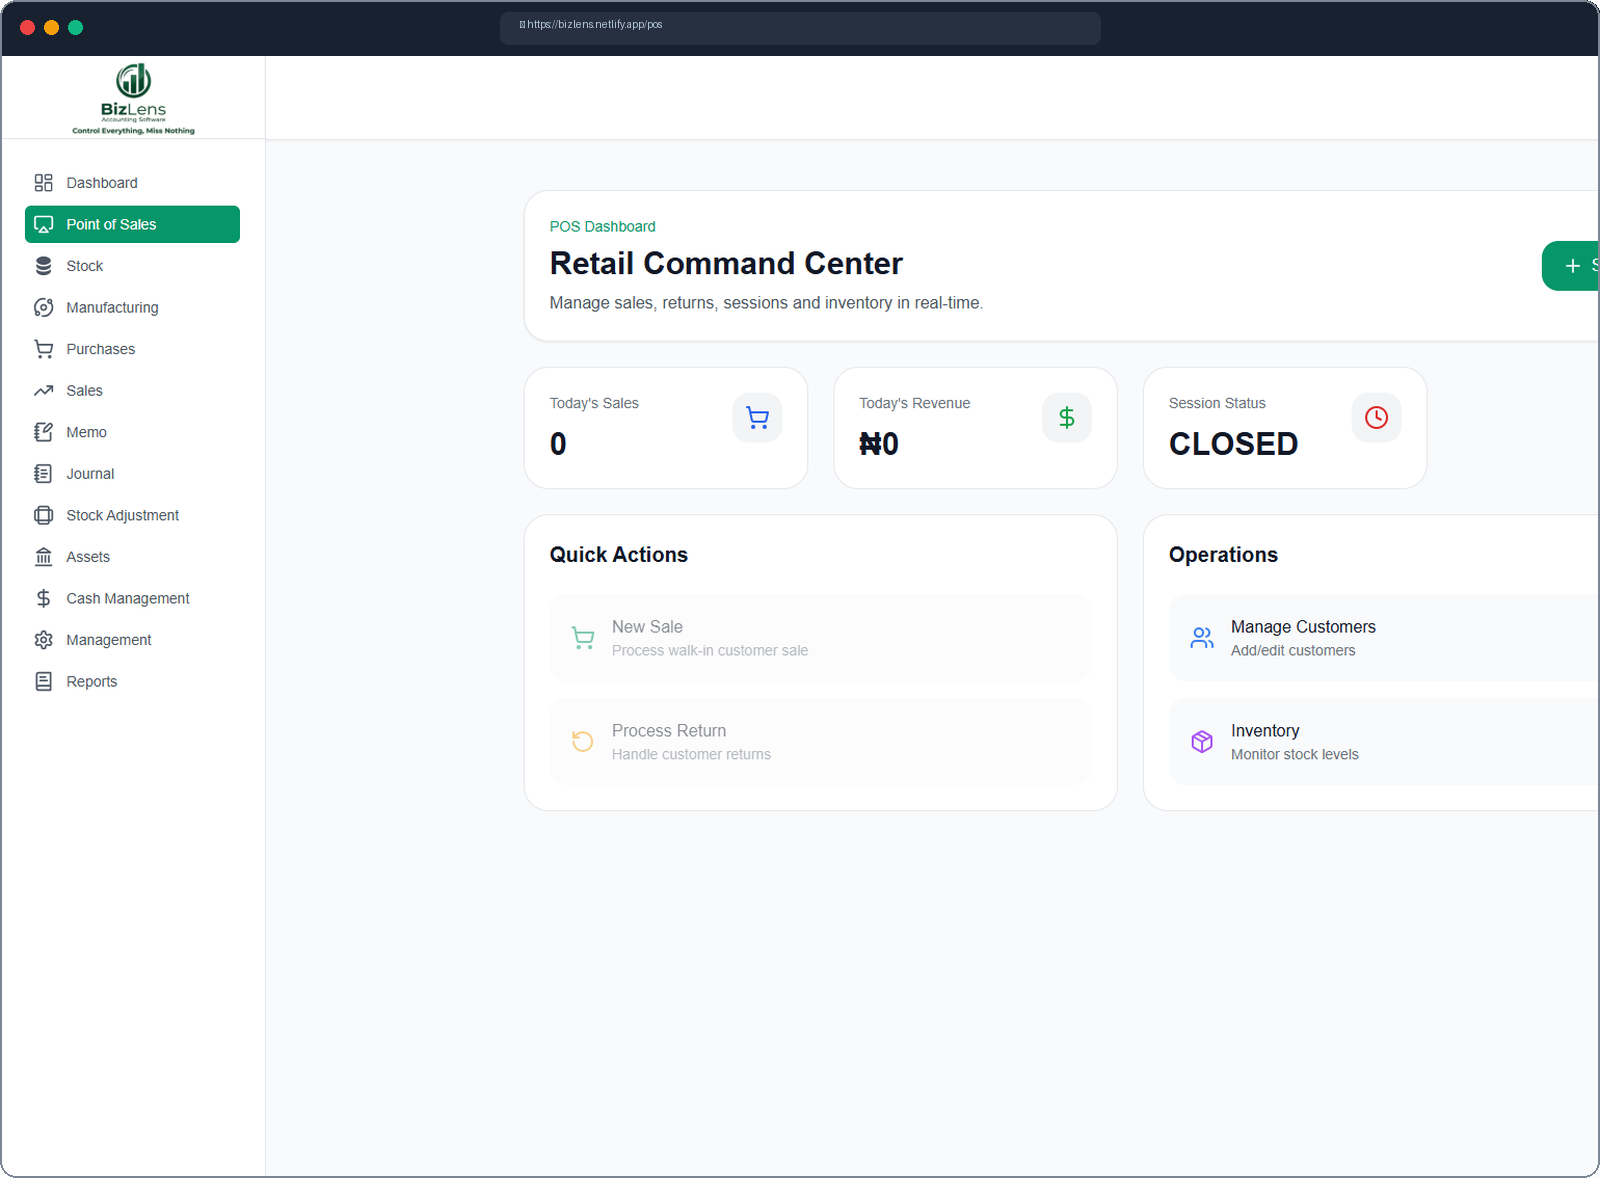 https://bizlens.netlify.app/pos
BizLens
Accounting Software
Control Everything, Miss Nothing
Dashboard
Point of Sales
Stock
Manufacturing
Purchases
Sales
Memo
Journal
Stock Adjustment
Assets
Cash Management
Management
Reports
POS Dashboard
Retail Command Center
Manage sales, returns, sessions and inventory in real-time.
Today's Sales
0
Today's Revenue
₦0
Session Status
CLOSED
Quick Actions
New Sale
Process walk-in customer sale
Process Return
Handle customer returns
Operations
Manage Customers
Add/edit customers
Inventory
Monitor stock levels